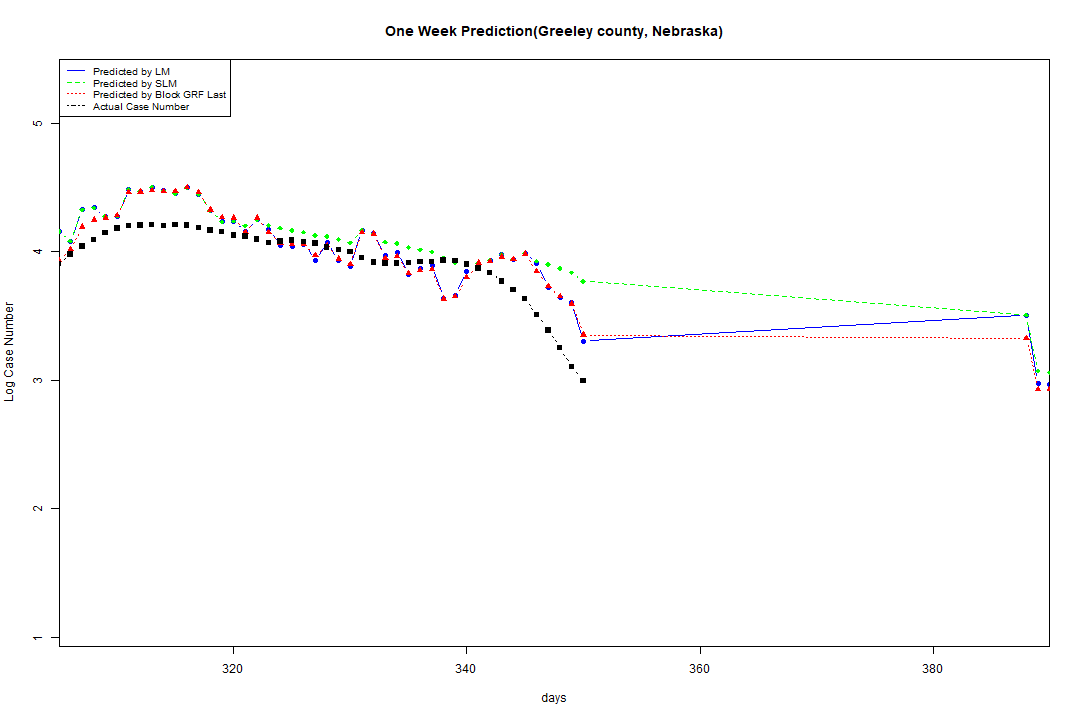 One Week Prediction(Greeley county, Nebraska)
Predicted by LM
Predicted by SLM
Predicted by Block GRF Last
Actual Case Number
5
4
3
2
1
Log Case Number
320
340
360
380
days